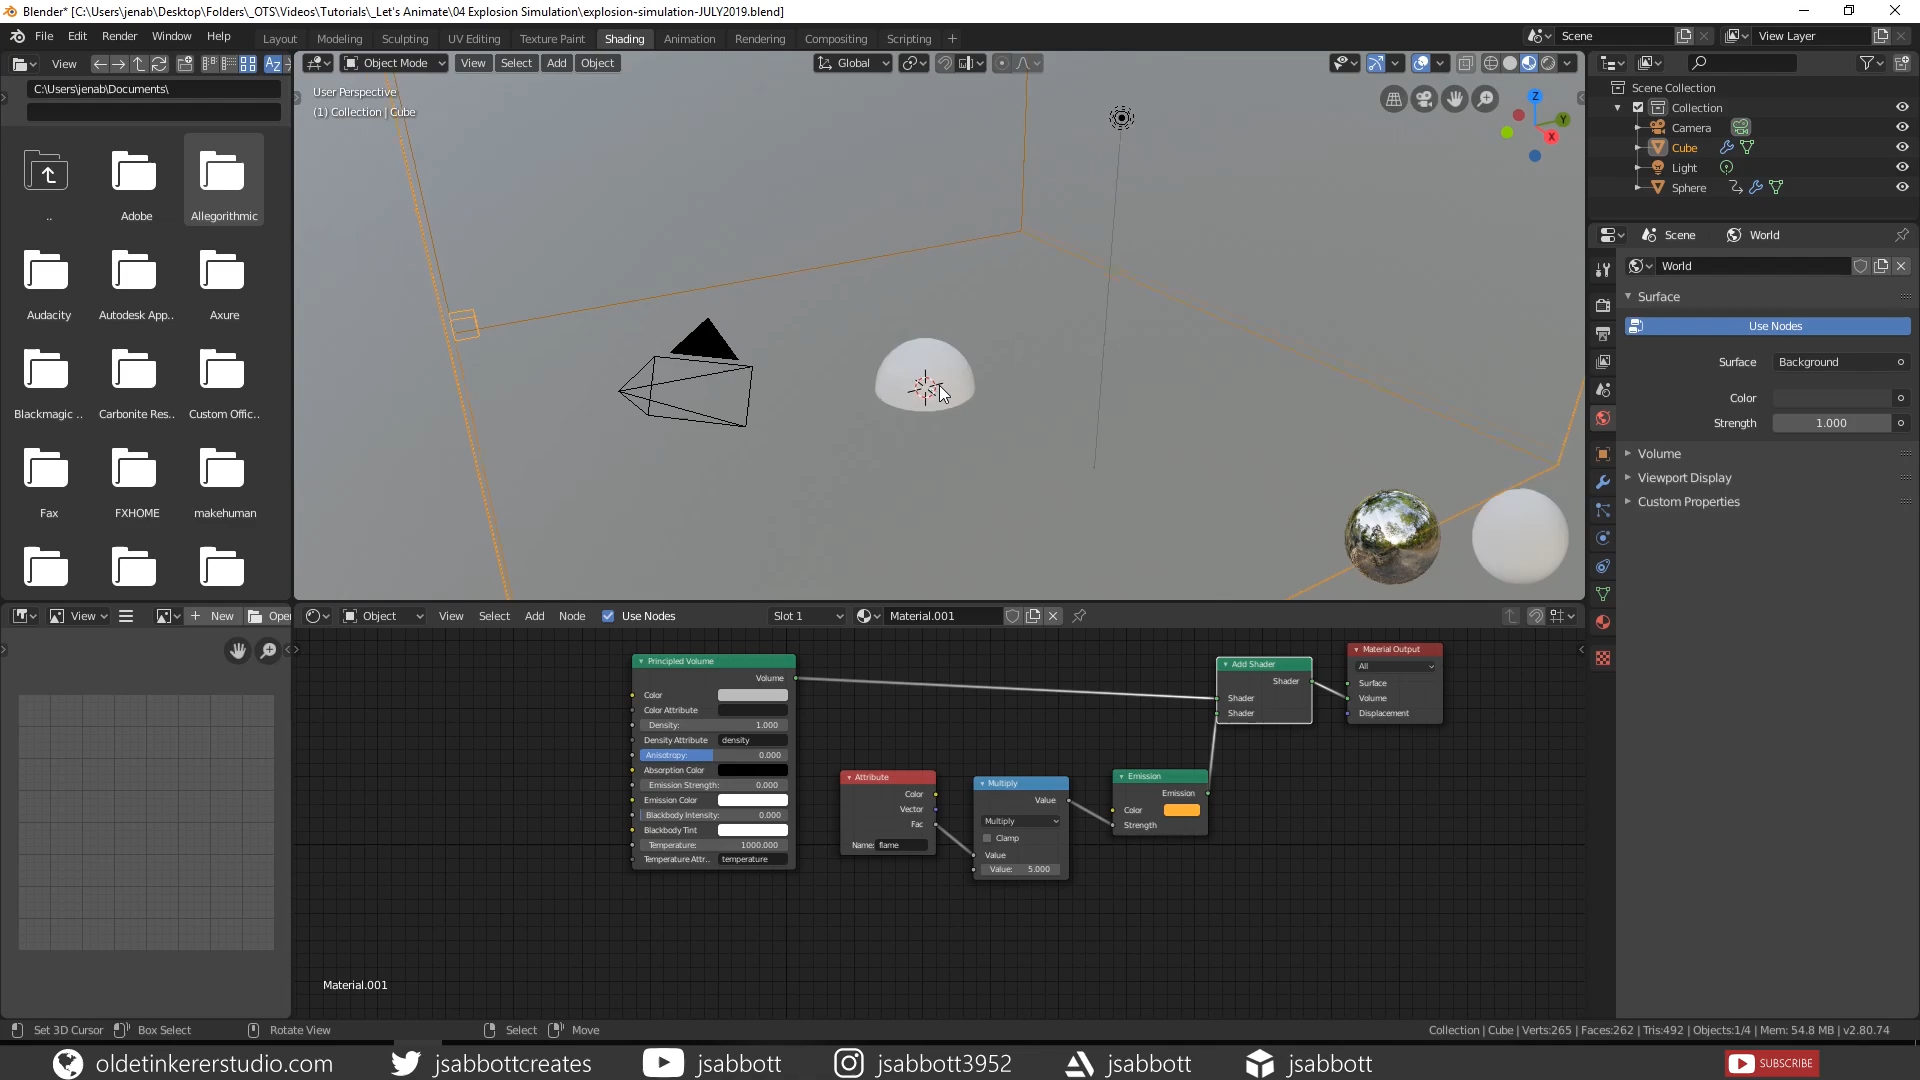 Blender* [C:\Users\jenab\Desktop\Folders\_OTS\Videos\Tutorials\_Let's Animate\04 Explosion Simulation\explosion-simulation-JULY2019.blend]
File Edit Render Window Help
Layout Modeling Sculpting UV Editing Texture Paint Shading Animation Rendering Compositing Scripting +
Scene
View Layer
View
C:\Users\jenab\Documents\
..
Adobe
Allegorithmic
Audacity
Autodesk App..
Axure
Blackmagic ..
Carbonite Res..
Custom Offic..
Fax
FXHOME
makehuman
Object Mode View Select Add Object
Global
User Perspective
(1) Collection | Cube
Z
Y
X
Scene Collection
Collection
Camera
Cube
Light
Sphere
Scene
World
World
Surface
Use Nodes
Surface Background
Color
Strength 1.000
Volume
Viewport Display
Custom Properties
View
New
Open
Object View Select Add Node Use Nodes
Slot 1
Material.001
Principled Volume
Volume
Color
Color Attribute
Density: 1.000
Density Attribute density
Anisotropy: 0.000
Absorption Color
Emission Strength: 0.000
Emission Color
Blackbody Intensity: 0.000
Blackbody Tint
Temperature: 1000.000
Temperature Attr.. temperature
Attribute
Color
Vector
Fac
Name: flame
Multiply
Value
Multiply
Clamp
Value
Value: 5.000
Emission
Emission
Color
Strength
Add Shader
Shader
Shader
Shader
Material Output
All
Surface
Volume
Displacement
Material.001
Set 3D Cursor
Box Select
Rotate View
Select
Move
Collection | Cube | Verts:265 | Faces:262 | Tris:492 | Objects:1/4 | Mem: 54.8 MB | v2.80.74
oldetinkererstudio.com
jsabbottcreates
jsabbott
jsabbott3952
jsabbott
jsabbott
SUBSCRIBE